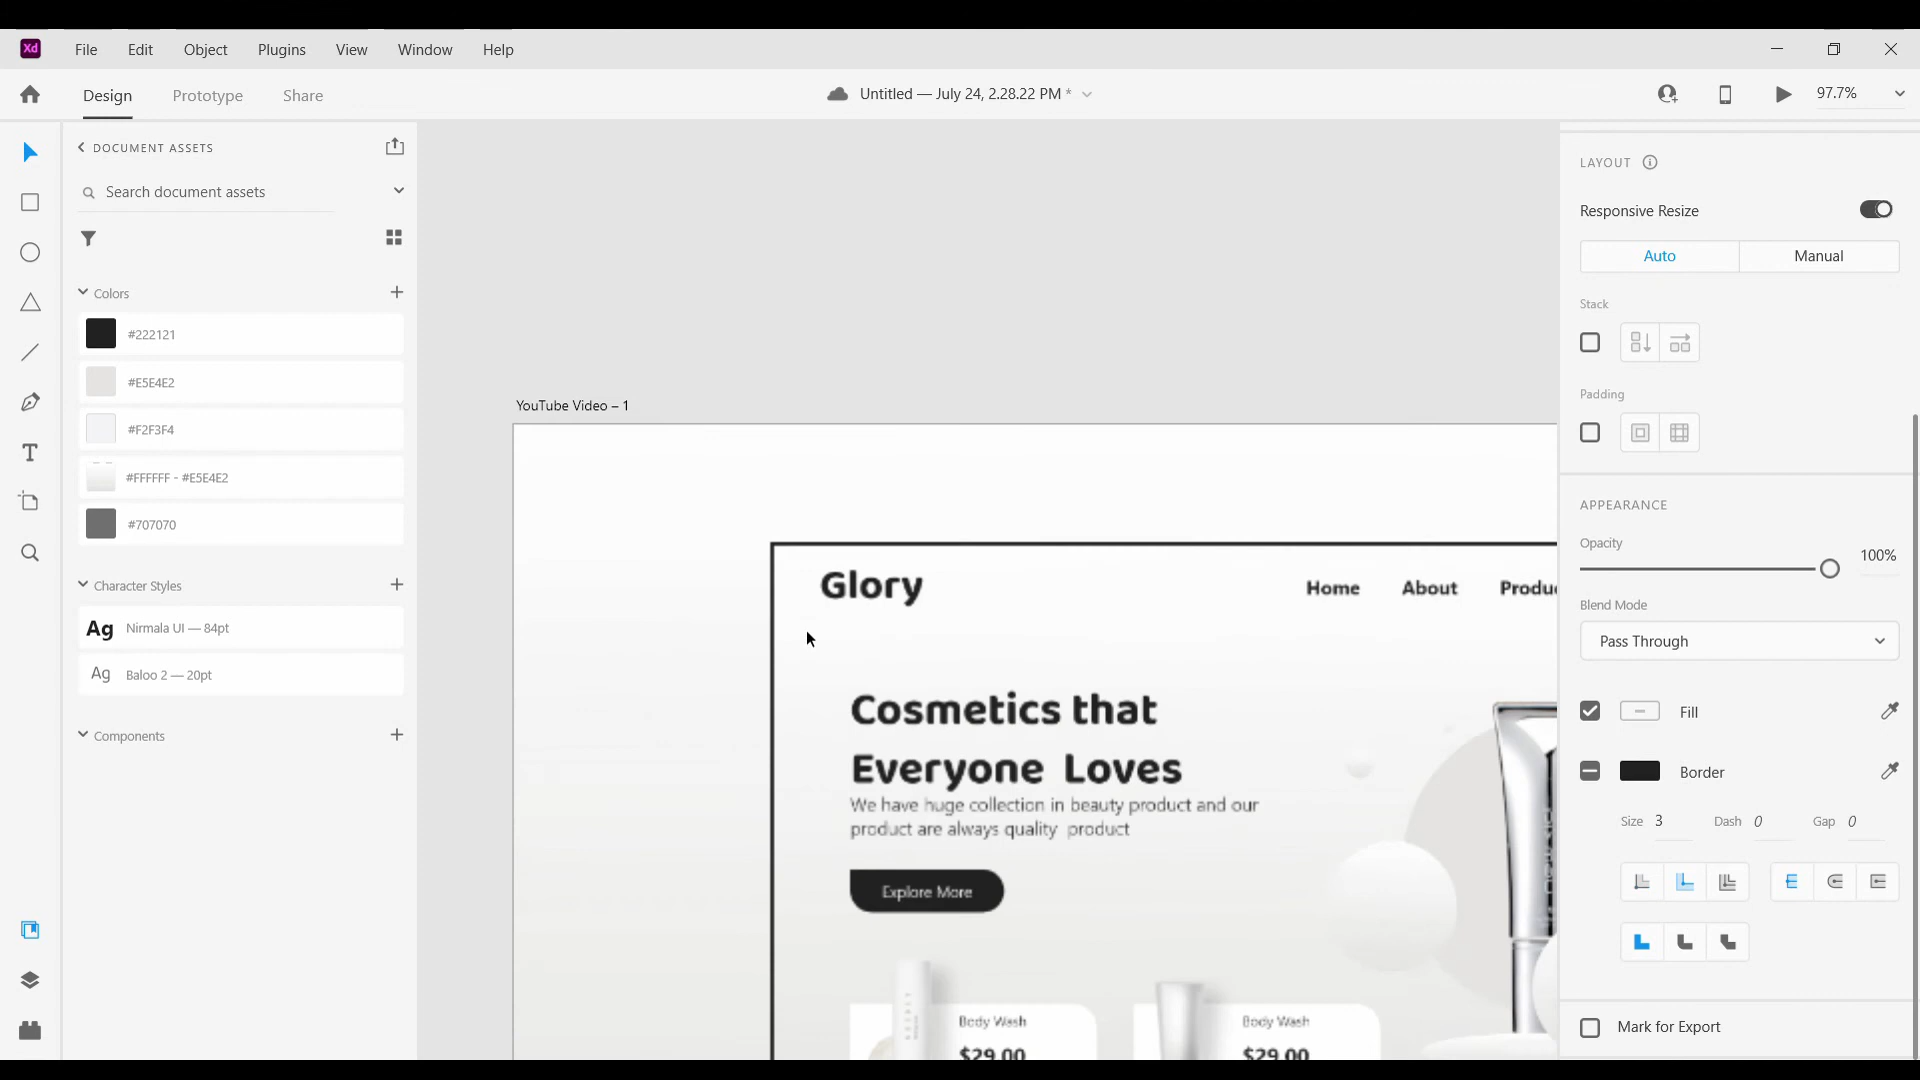 Xd File Edit Object Plugins View Window Help
Design Prototype Share Untitled — July 24, 2.28.22 PM * 97.7%
DOCUMENT ASSETS
Search document assets
Colors
#222121
#E5E4E2
#F2F3F4
#FFFFFF - #E5E4E2
#707070
Character Styles
Ag Nirmala UI — 84pt
Ag Baloo 2 — 20pt
Components
YouTube Video – 1
Glory Home About Produ
Cosmetics that
Everyone Loves
We have huge collection in beauty product and our
product are always quality product
Explore More
Body Wash
$29.00
Body Wash
$29.00
LAYOUT
Responsive Resize
Auto Manual
Stack
Padding
APPEARANCE
Opacity
100%
Blend Mode
Pass Through
Fill
Border
Size 3 Dash 0 Gap 0
Mark for Export